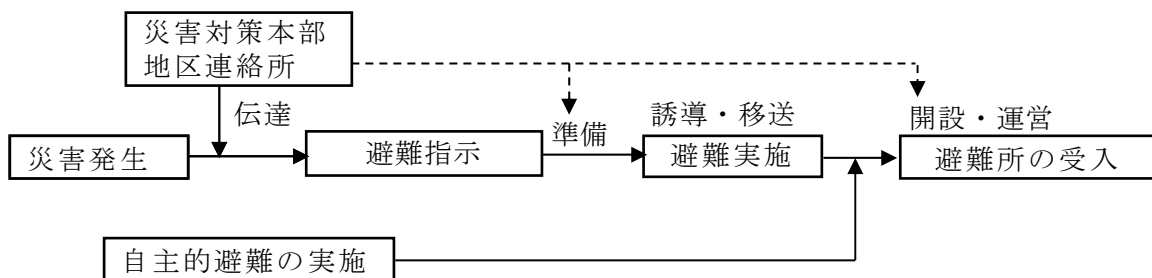 災害対策本部
地区連絡所
伝達
準備
誘導・移送
開設・運営
災害発生
避難指示
避難実施
避難所の受入
自主的避難の実施